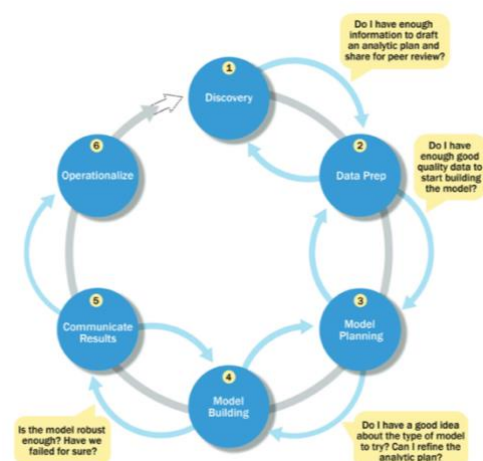 Do I have enough
information to draft
an analytic plan and
share for peer review?
1
Discovery
2
Data Prep
Do I have
enough good
quality data to
start building
the model?
3
Model
Planning
Do I have a good idea
about the type of model
to try? Can I refine the
analytic plan?
4
Model
Building
Is the model robust
enough? Have we
failed for sure?
5
Communicate
Results
6
Operationalize